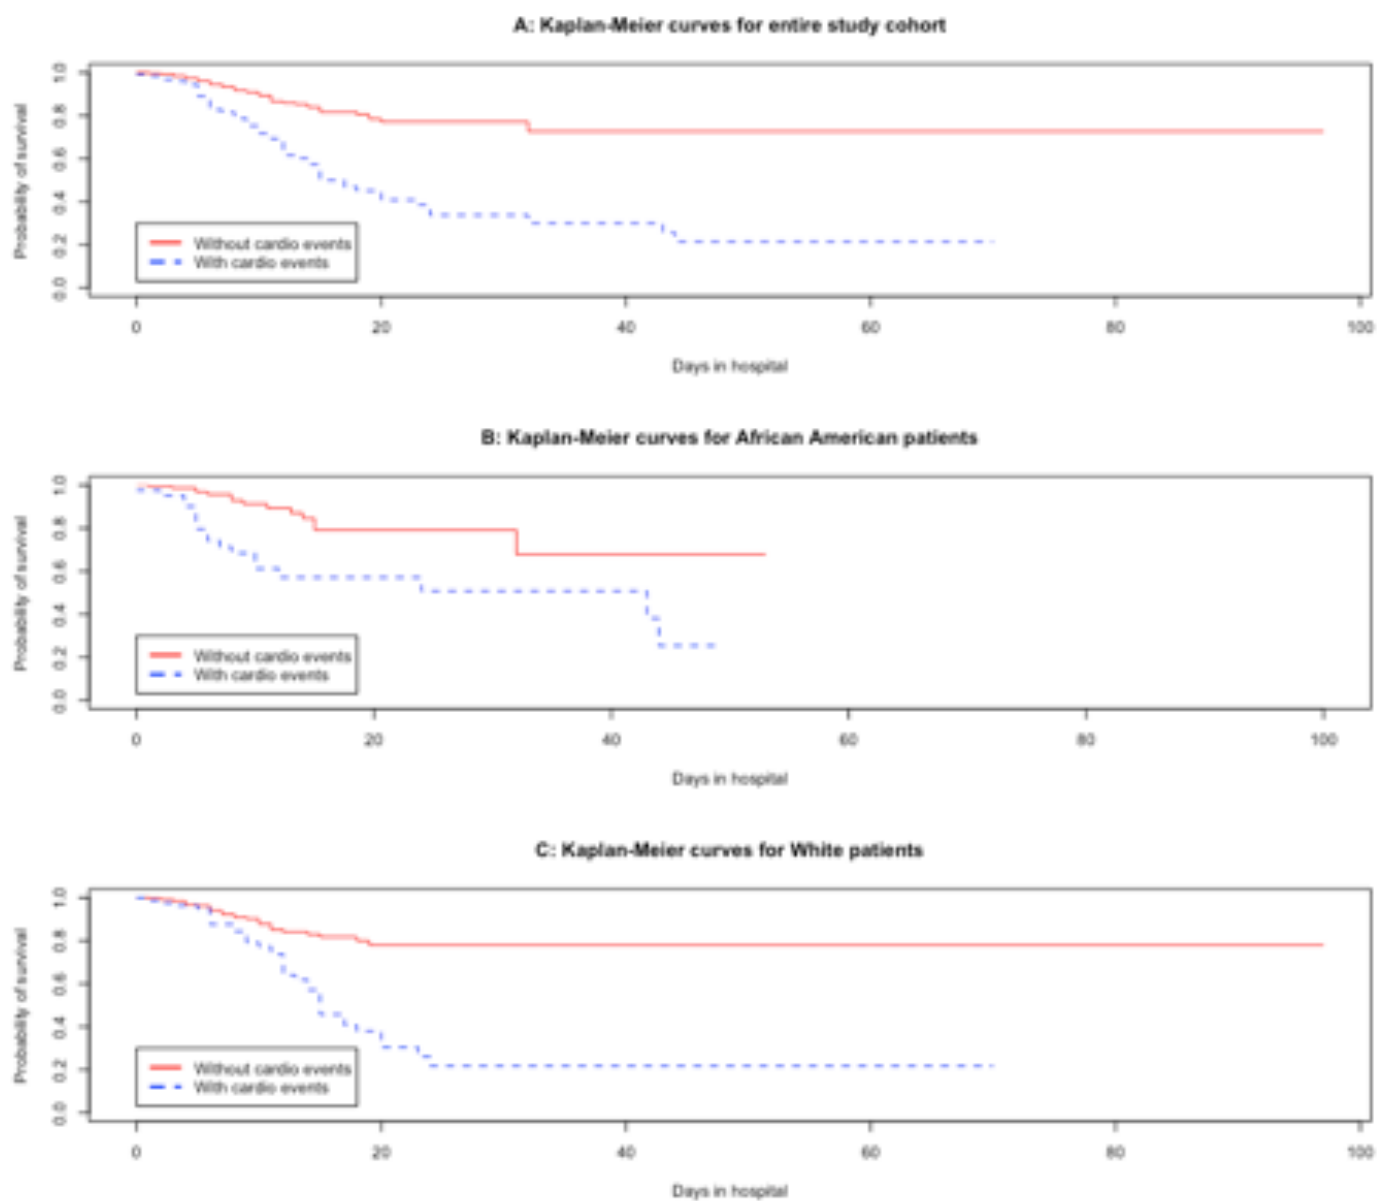 A: Kaplan-Meier curves for entire study cohort
Probability of survival
1.0
0.8
0.6
0.4
0.2
0.0
Without cardio events
With cardio events
0 20 40 60 80 100
Days in hospital
B: Kaplan-Meier curves for African American patients
Probability of survival
1.0
0.8
0.6
0.4
0.2
0.0
Without cardio events
With cardio events
0 20 40 60 80 100
Days in hospital
C: Kaplan-Meier curves for White patients
Probability of survival
1.0
0.8
0.6
0.4
0.2
0.0
Without cardio events
With cardio events
0 20 40 60 80 100
Days in hospital